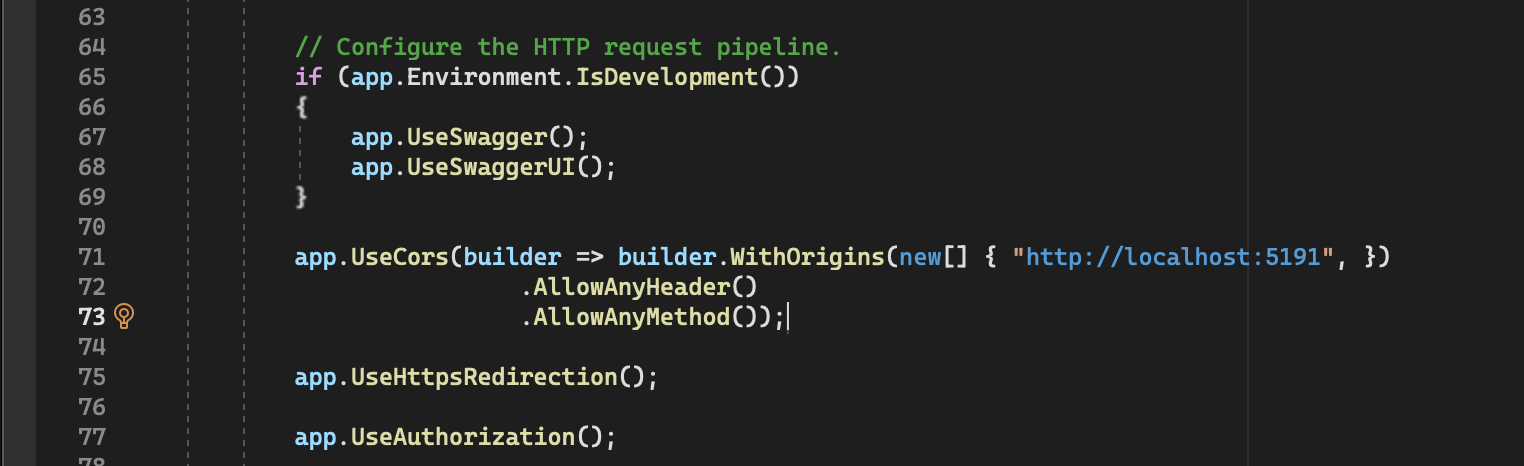 63
64 // Configure the HTTP request pipeline.
65 if (app.Environment.IsDevelopment())
66 {
67 app.UseSwagger();
68 app.UseSwaggerUI();
69 }
70
71 app.UseCors(builder => builder.WithOrigins(new[] { "http://localhost:5191", })
72 .AllowAnyHeader()
73 .AllowAnyMethod());
74
75 app.UseHttpsRedirection();
76
77 app.UseAuthorization();
78